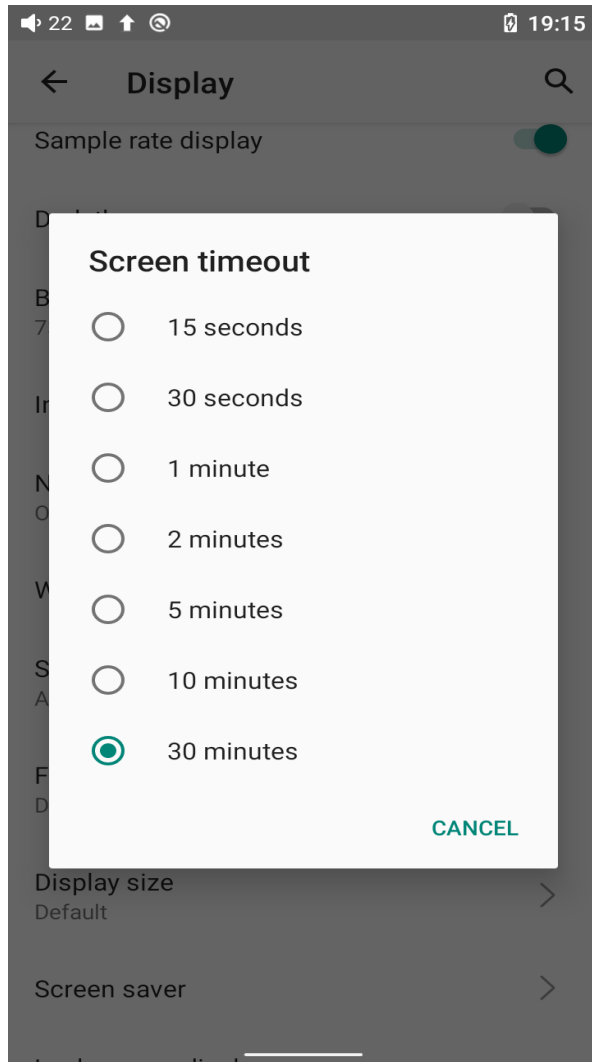 22 19:15
Display
Sample rate display
Screen timeout
15 seconds
30 seconds
1 minute
2 minutes
5 minutes
10 minutes
30 minutes
CANCEL
Display size
Default
Screen saver